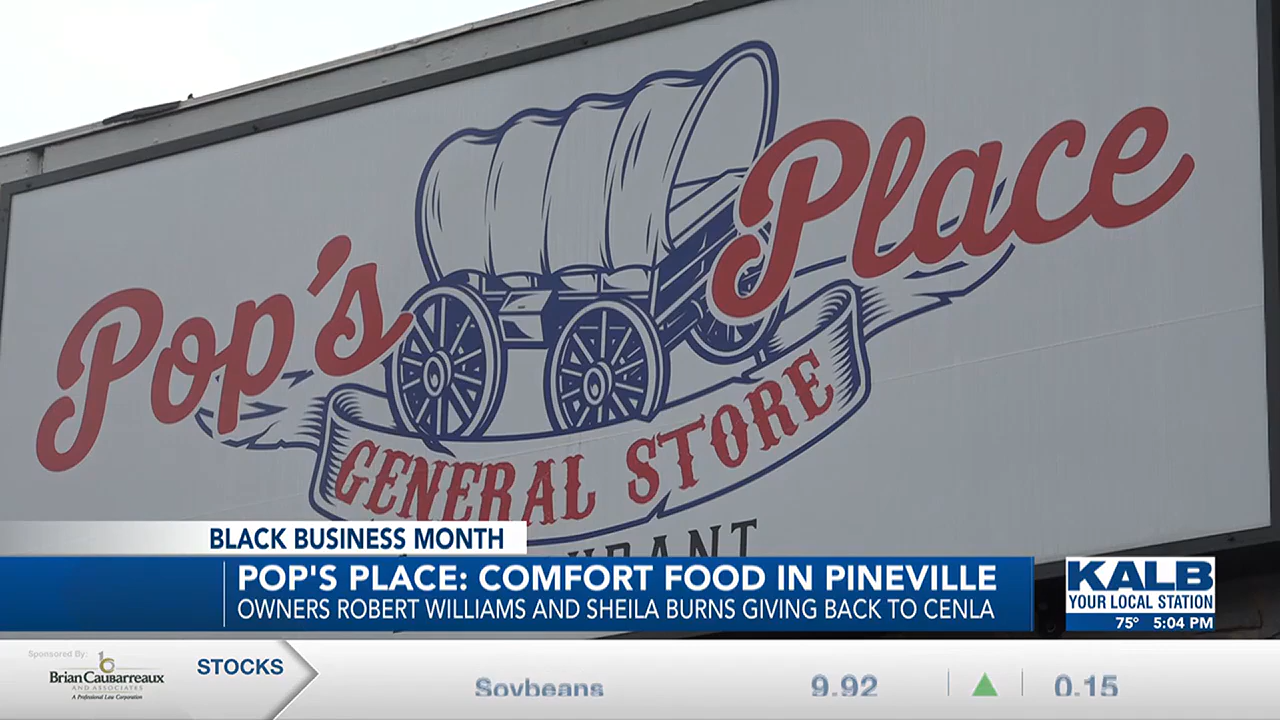 Pop's Place
GENERAL STORE
BLACK BUSINESS MONTH
POP'S PLACE: COMFORT FOOD IN PINEVILLE
OWNERS ROBERT WILLIAMS AND SHEILA BURNS GIVING BACK TO CENLA
KALB
YOUR LOCAL STATION
75° 5:04 PM
Sponsored By:
Brian Caubarreaux
AND ASSOCIATES
A Professional Law Corporation
STOCKS
Soybeans 9.92 0.15